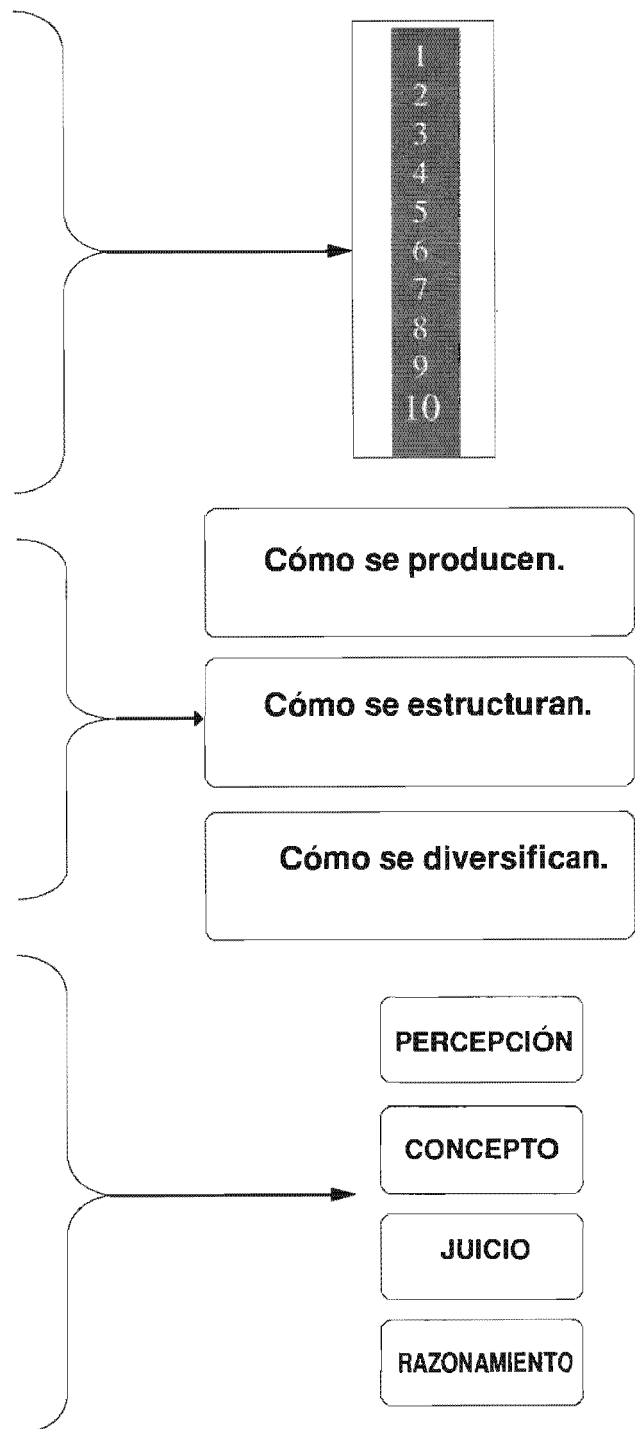 1
2
3
4
5
6
7
8
9
10
Cómo se producen.
Cómo se estructuran.
Cómo se diversifican.
PERCEPCIÓN
CONCEPTO
JUICIO
RAZONAMIENTO